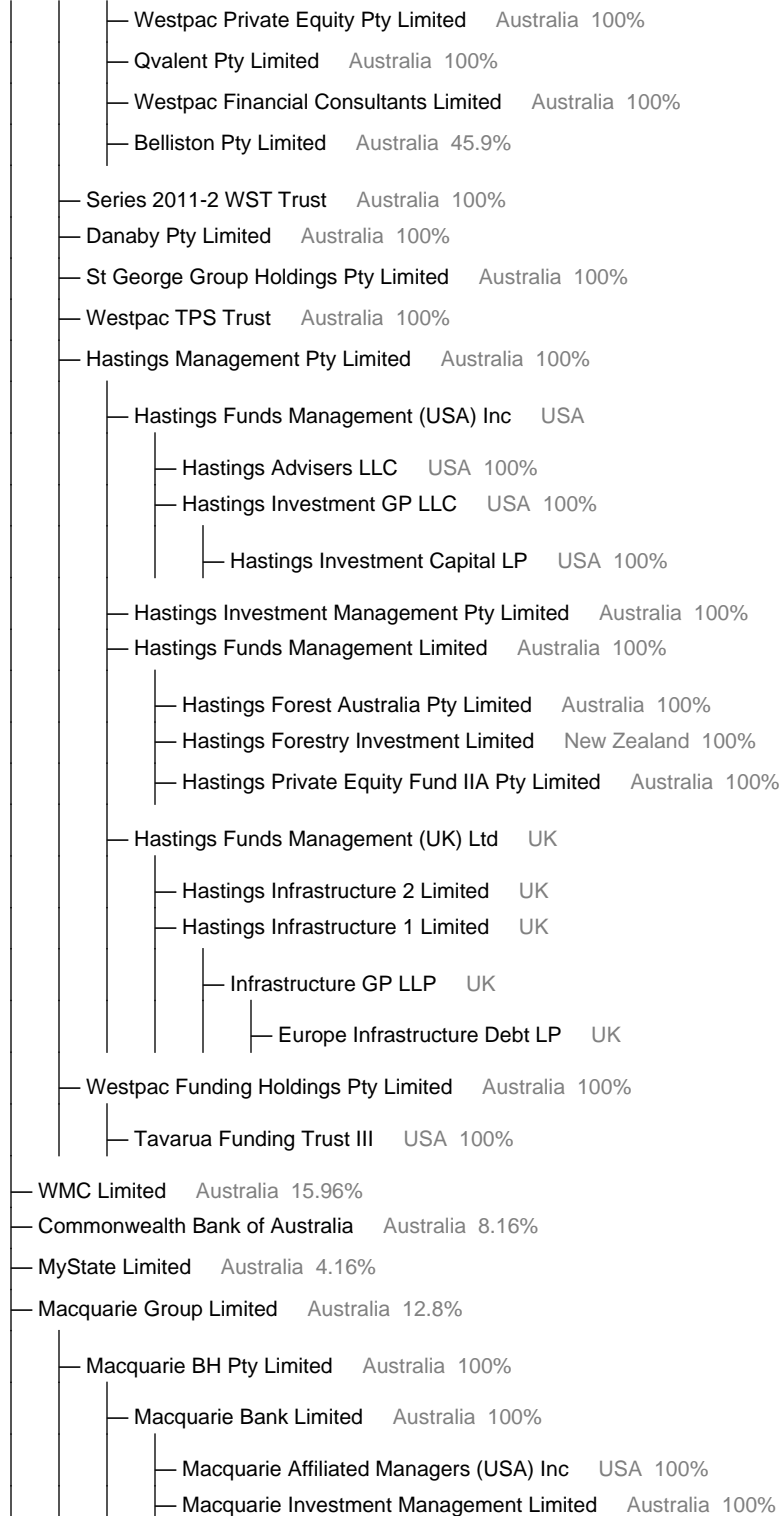 Westpac Private Equity Pty Limited Australia 100%
Qvalent Pty Limited Australia 100%
Westpac Financial Consultants Limited Australia 100%
Belliston Pty Limited Australia 45.9%
Series 2011-2 WST Trust Australia 100%
Danaby Pty Limited Australia 100%
St George Group Holdings Pty Limited Australia 100%
Westpac TPS Trust Australia 100%
Hastings Management Pty Limited Australia 100%
Hastings Funds Management (USA) Inc USA
Hastings Advisers LLC USA 100%
Hastings Investment GP LLC USA 100%
Hastings Investment Capital LP USA 100%
Hastings Investment Management Pty Limited Australia 100%
Hastings Funds Management Limited Australia 100%
Hastings Forest Australia Pty Limited Australia 100%
Hastings Forestry Investment Limited New Zealand 100%
Hastings Private Equity Fund IIA Pty Limited Australia 100%
Hastings Funds Management (UK) Ltd UK
Hastings Infrastructure 2 Limited UK
Hastings Infrastructure 1 Limited UK
Infrastructure GP LLP UK
Europe Infrastructure Debt LP UK
Westpac Funding Holdings Pty Limited Australia 100%
Tavarua Funding Trust III USA 100%
WMC Limited Australia 15.96%
Commonwealth Bank of Australia Australia 8.16%
MyState Limited Australia 4.16%
Macquarie Group Limited Australia 12.8%
Macquarie BH Pty Limited Australia 100%
Macquarie Bank Limited Australia 100%
Macquarie Affiliated Managers (USA) Inc USA 100%
Macquarie Investment Management Limited Australia 100%